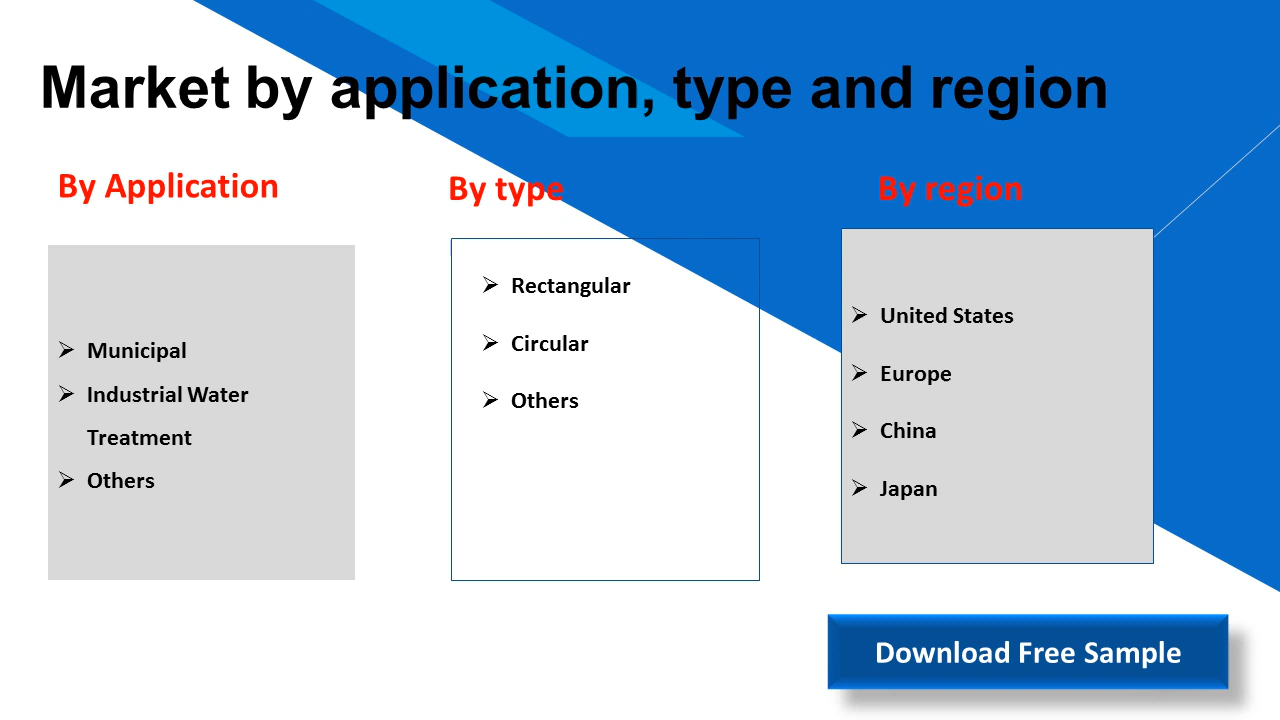 Market by application, type and region
By Application
Municipal
Industrial Water
Treatment
Others
By type
Rectangular
Circular
Others
By region
United States
Europe
China
Japan
Download Free Sample